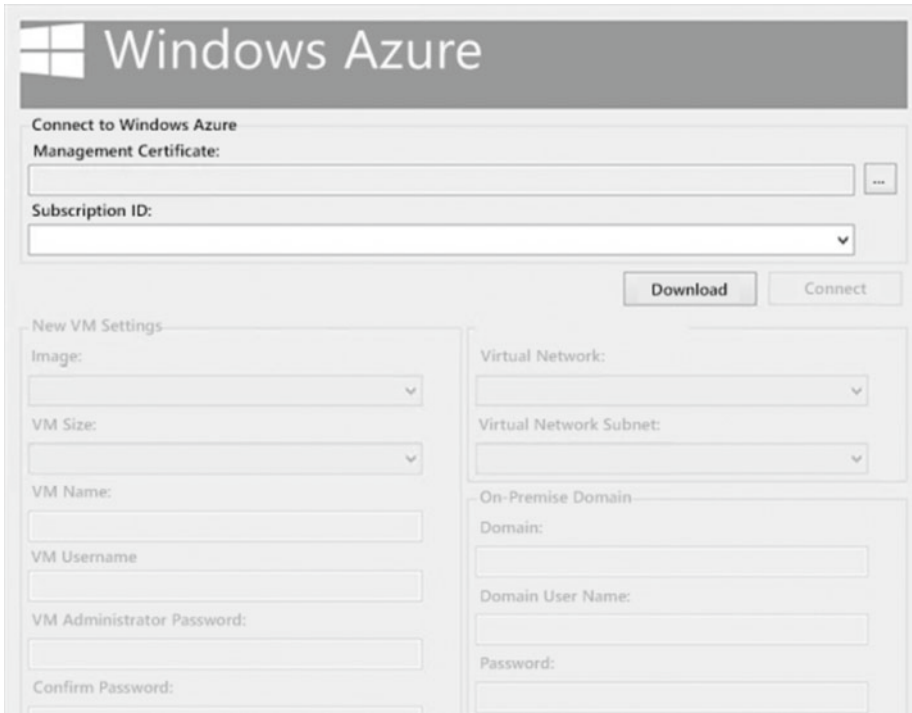 Windows Azure
Connect to Windows Azure
Management Certificate:
...
Subscription ID:
Download
Connect
New VM Settings
Image:
VM Size:
VM Name:
VM Username
VM Administrator Password:
Confirm Password:
Virtual Network:
Virtual Network Subnet:
On-Premise Domain
Domain:
Domain User Name:
Password: